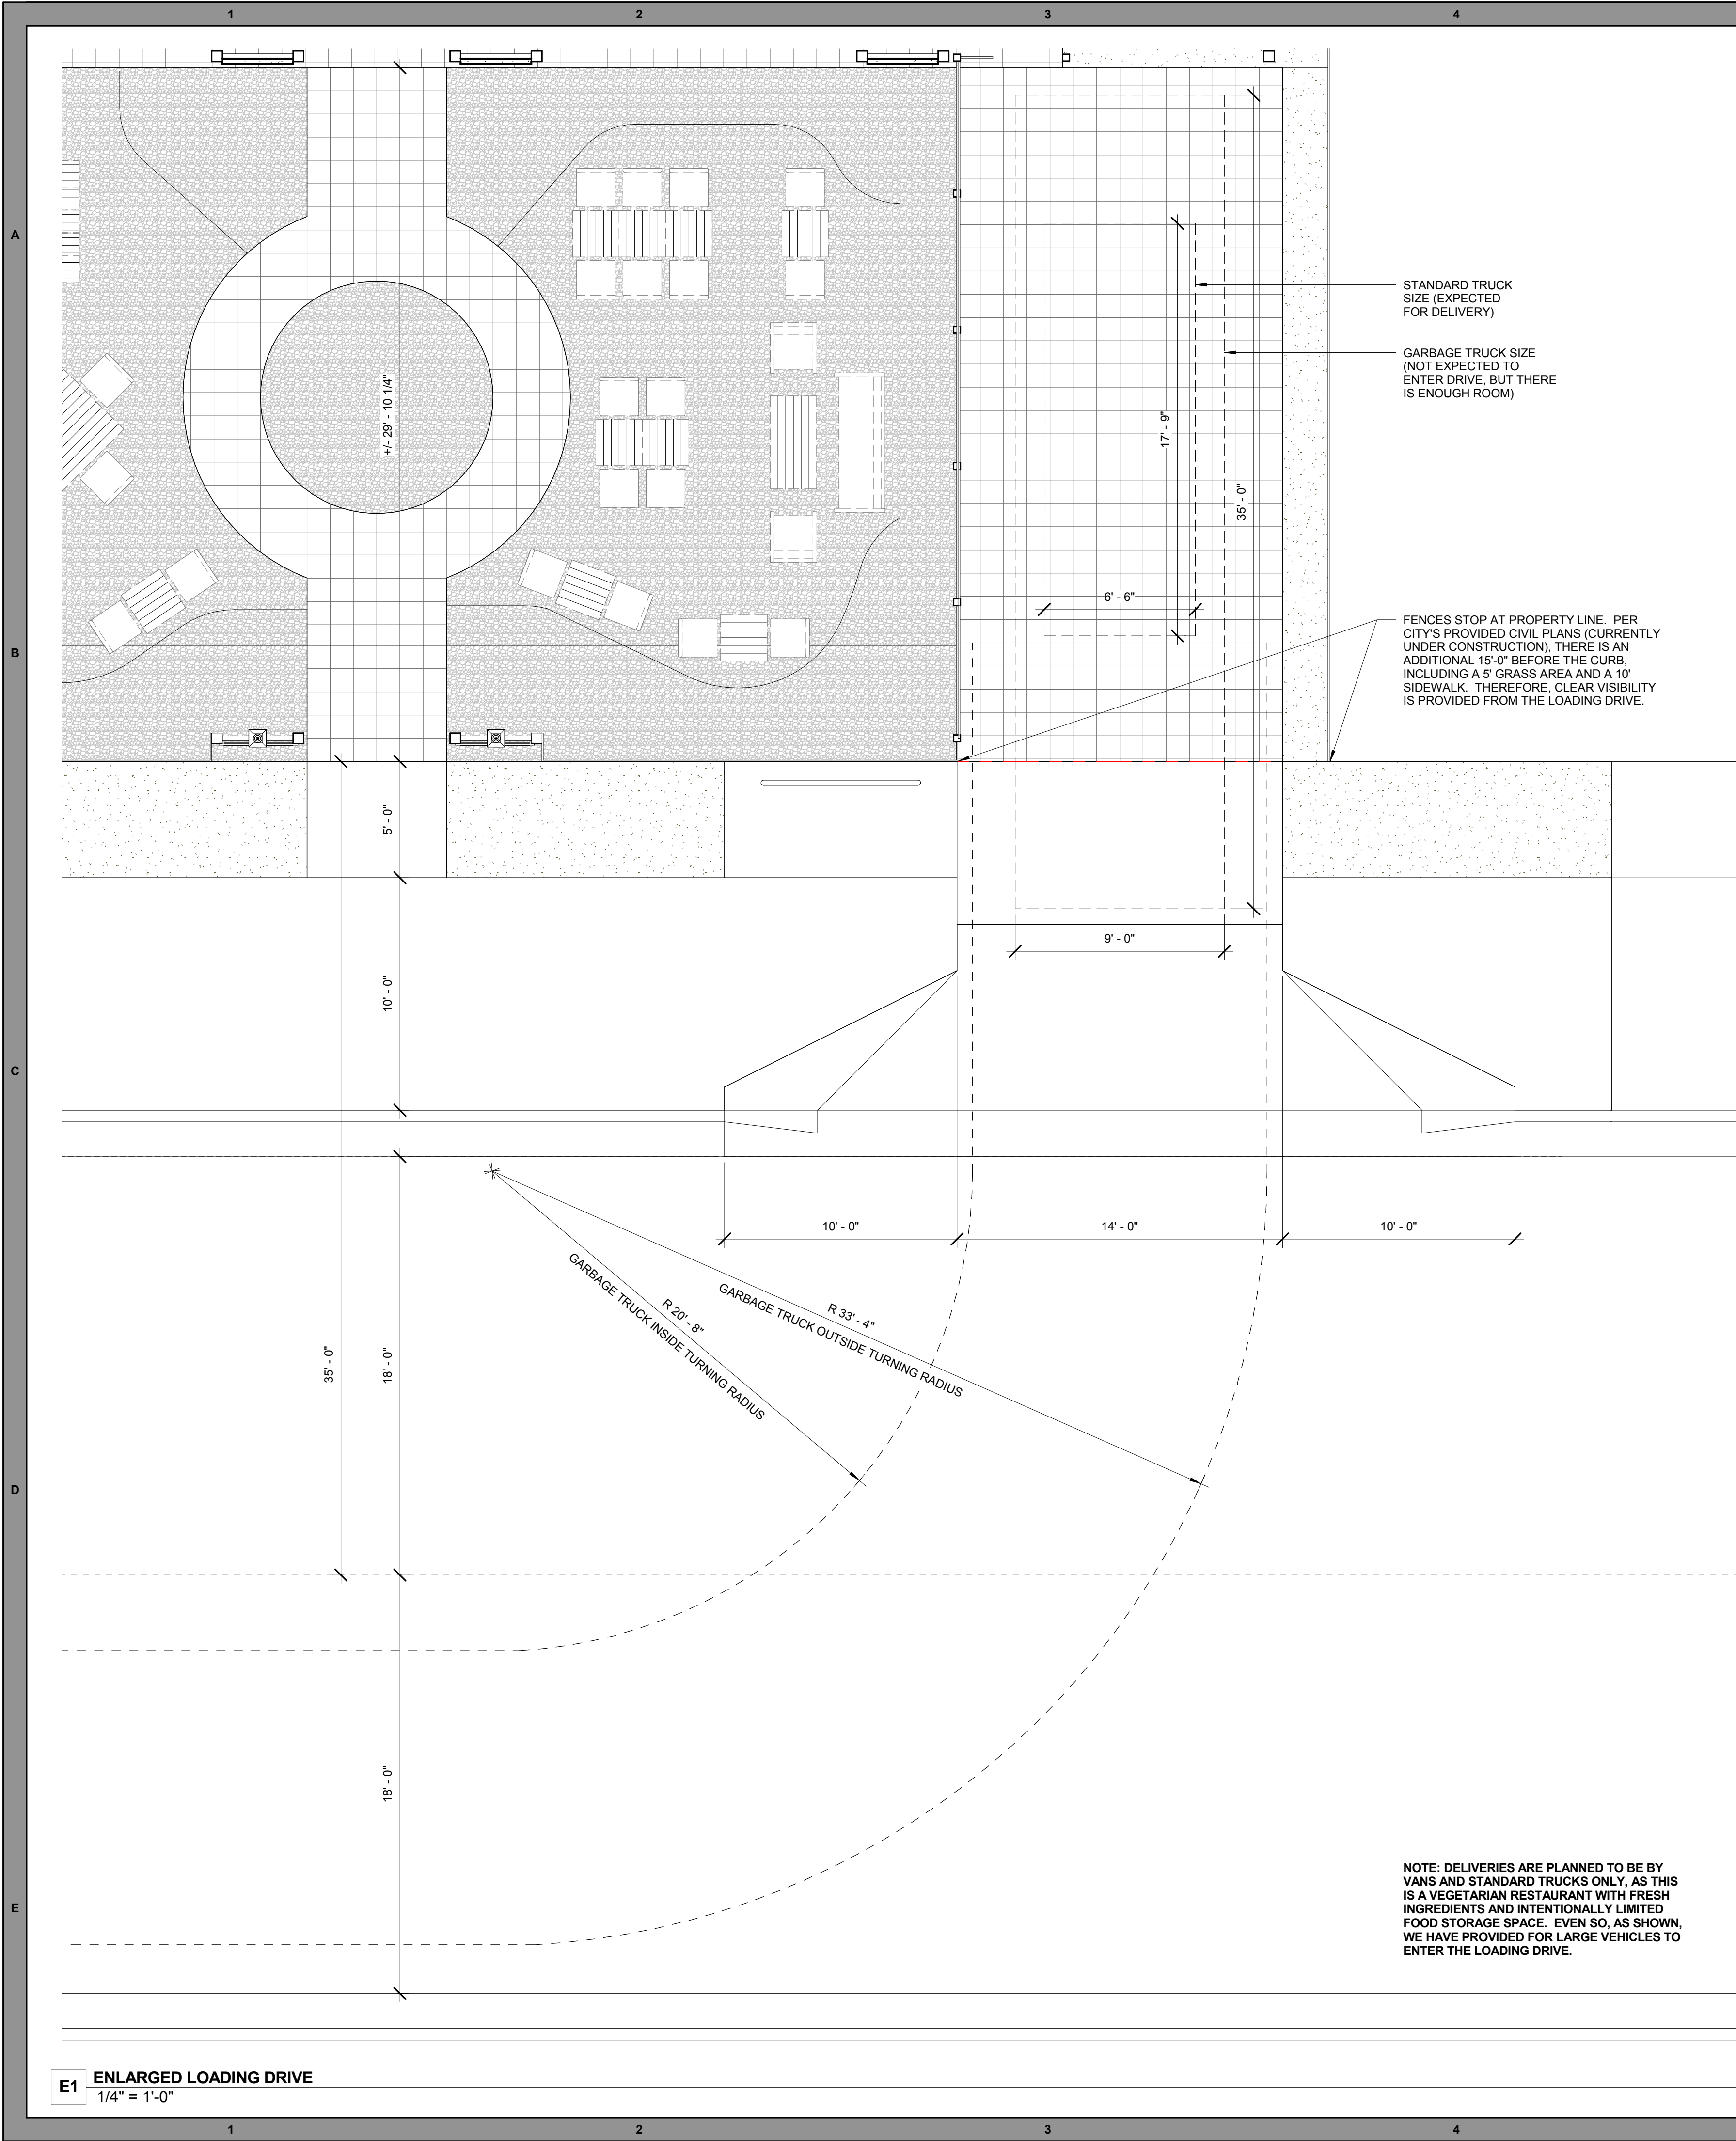 1 2 3 4
A
B
C
D
E
+/- 29' - 10 1/4"
17' - 9"
35' - 0"
6' - 6"
STANDARD TRUCK
SIZE (EXPECTED
FOR DELIVERY)
GARBAGE TRUCK SIZE
(NOT EXPECTED TO
ENTER DRIVE, BUT THERE
IS ENOUGH ROOM)
FENCES STOP AT PROPERTY LINE. PER
CITY'S PROVIDED CIVIL PLANS (CURRENTLY
UNDER CONSTRUCTION), THERE IS AN
ADDITIONAL 15'-0" BEFORE THE CURB,
INCLUDING A 5' GRASS AREA AND A 10'
SIDEWALK. THEREFORE, CLEAR VISIBILITY
IS PROVIDED FROM THE LOADING DRIVE.
5' - 0"
9' - 0"
10' - 0"
10' - 0"
14' - 0"
10' - 0"
R 20' - 8"
GARBAGE TRUCK INSIDE TURNING RADIUS
R 33' - 4"
GARBAGE TRUCK OUTSIDE TURNING RADIUS
35' - 0"
18' - 0"
18' - 0"
NOTE: DELIVERIES ARE PLANNED TO BE BY
VANS AND STANDARD TRUCKS ONLY, AS THIS
IS A VEGETARIAN RESTAURANT WITH FRESH
INGREDIENTS AND INTENTIONALLY LIMITED
FOOD STORAGE SPACE. EVEN SO, AS SHOWN,
WE HAVE PROVIDED FOR LARGE VEHICLES TO
ENTER THE LOADING DRIVE.
E1 ENLARGED LOADING DRIVE
1/4" = 1'-0"
1 2 3 4